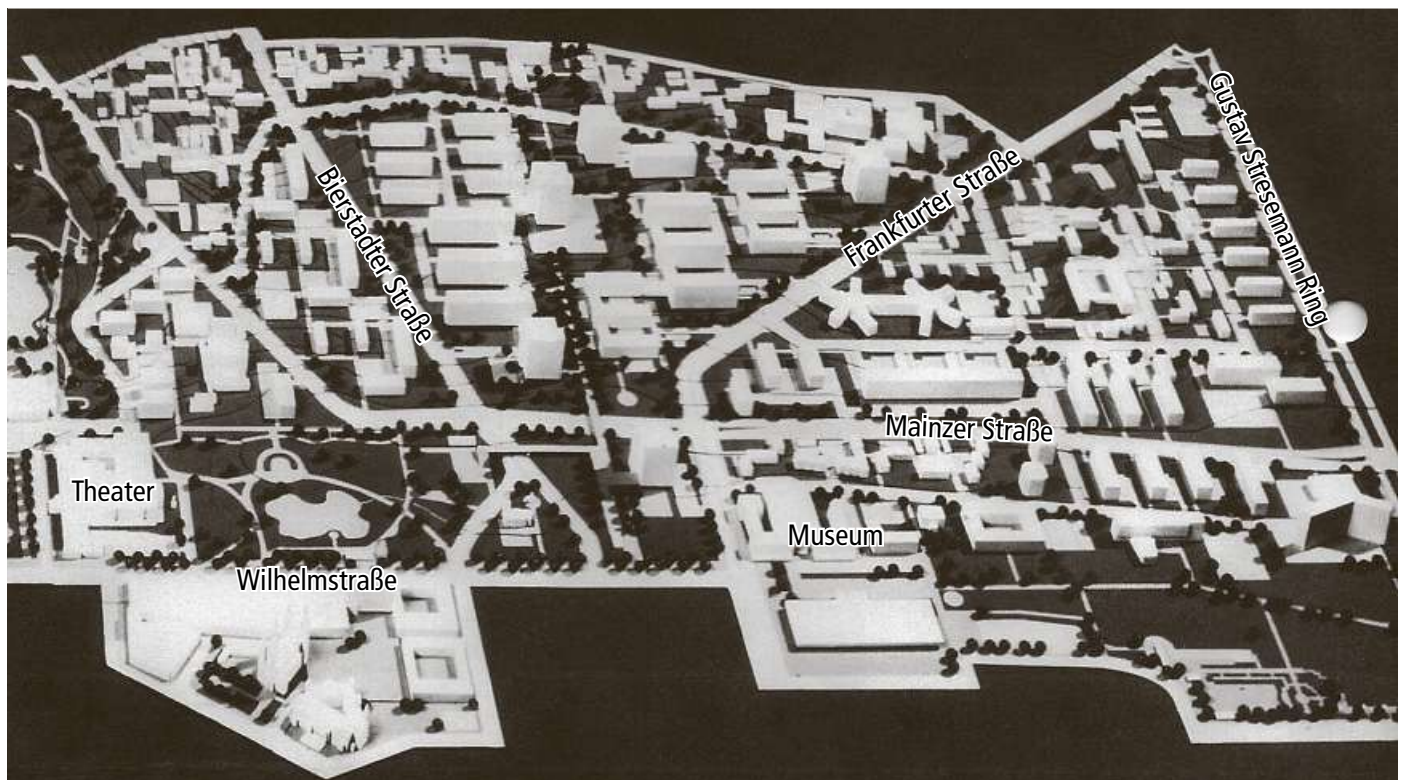 Gustav Stresemann Ring
Frankfurter Straße
Bierstadter Straße
Mainzer Straße
Theater
Museum
Wilhelmstraße